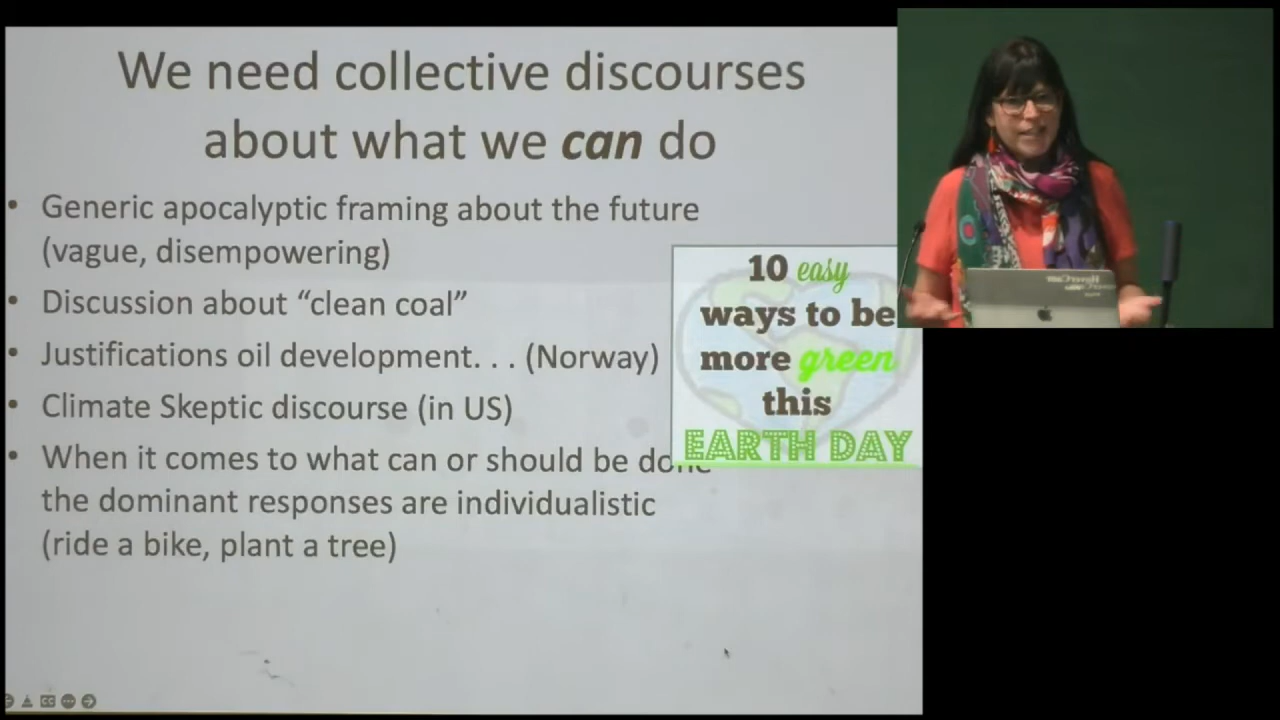 We need collective discourses
about what we can do
• Generic apocalyptic framing about the future
(vague, disempowering)
• Discussion about “clean coal”
• Justifications oil development. . . (Norway)
• Climate Skeptic discourse (in US)
• When it comes to what can or should be done
the dominant responses are individualistic
(ride a bike, plant a tree)
10 easy
ways to be
more green
this
EARTH DAY